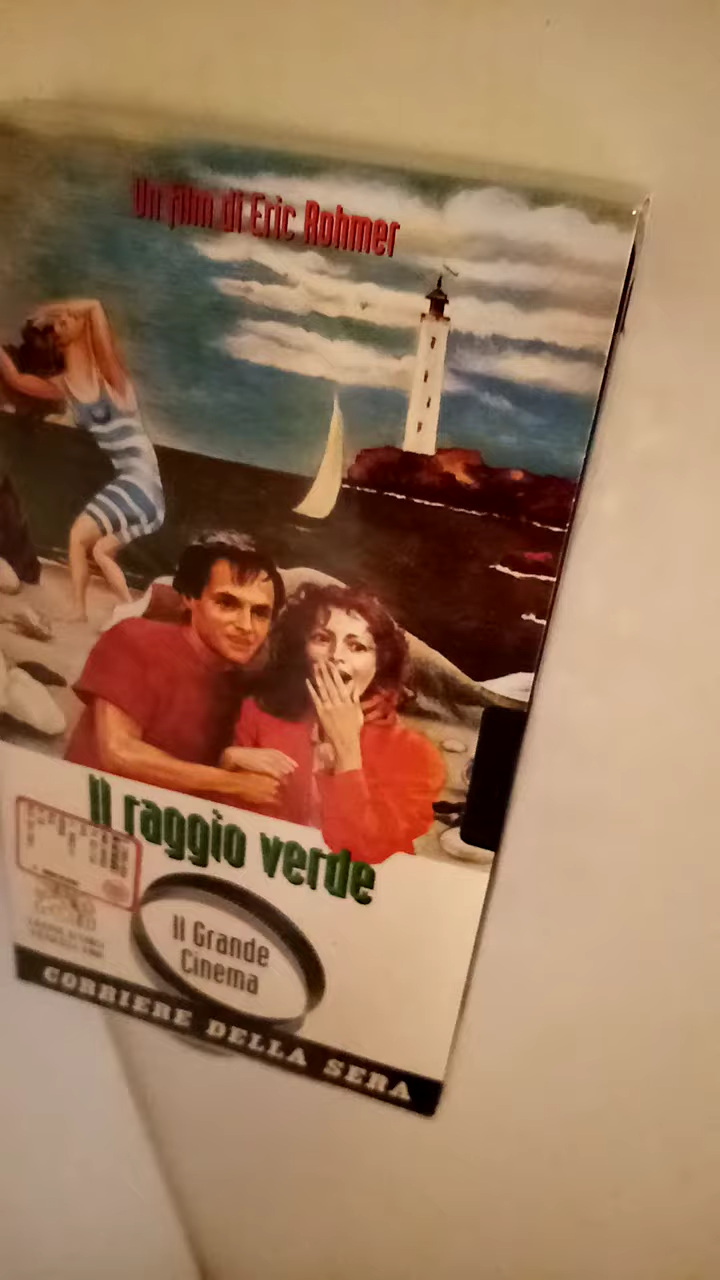 Un film di Eric Rohmer
Il raggio verde
Il Grande
Cinema
CORRIERE DELLA SERA